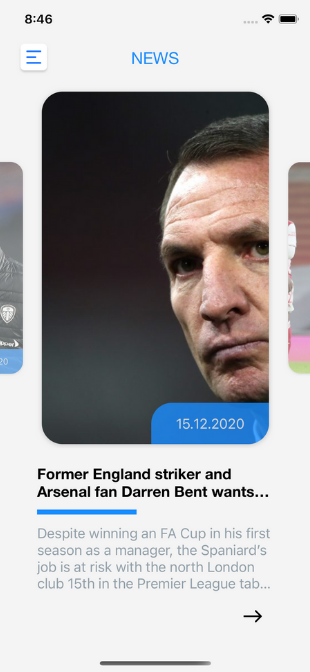 8:46
NEWS
20
15.12.2020
Former England striker and
Arsenal fan Darren Bent wants...
Despite winning an FA Cup in his first
season as a manager, the Spaniard's
job is at risk with the north London
club 15th in the Premier League tab...